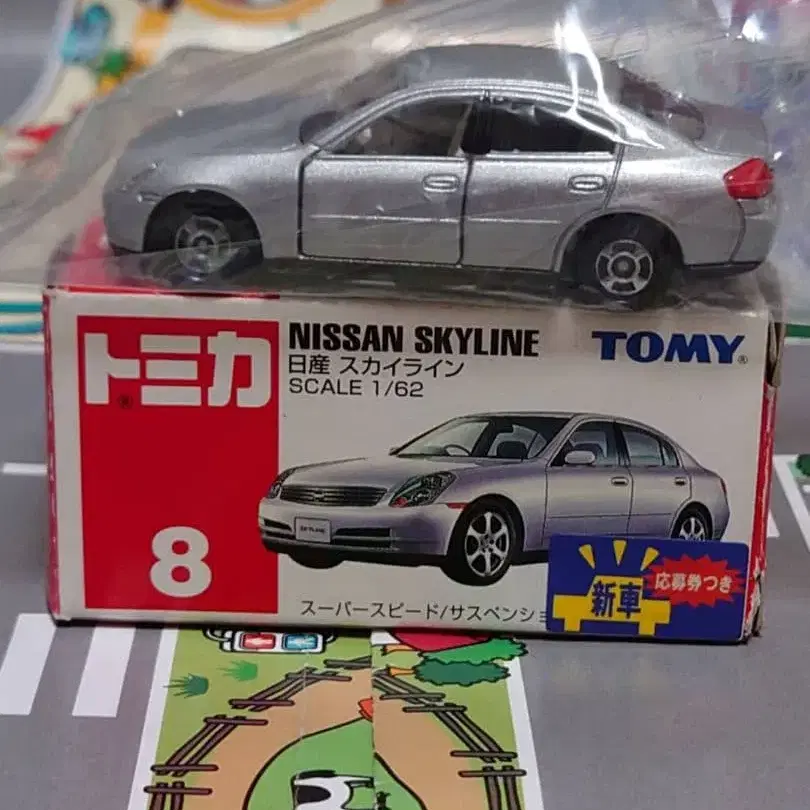 トミカ®
NISSAN SKYLINE
日産 スカイライン
SCALE 1/62
TOMY®
8
SKYLINE
スーパースピード/サスペンショ
新車
応募券つき